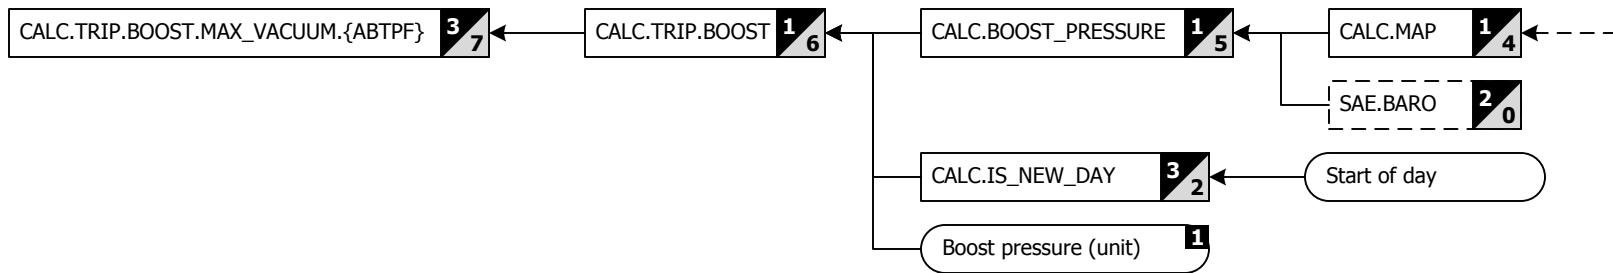 CALC.TRIP.BOOST.MAX_VACUUM.{ABTPF} 3 7
CALC.TRIP.BOOST 1 6
CALC.BOOST_PRESSURE 1 5
CALC.MAP 1 4
SAE.BARO 2 0
CALC.IS_NEW_DAY 3 2
Start of day
Boost pressure (unit) 1